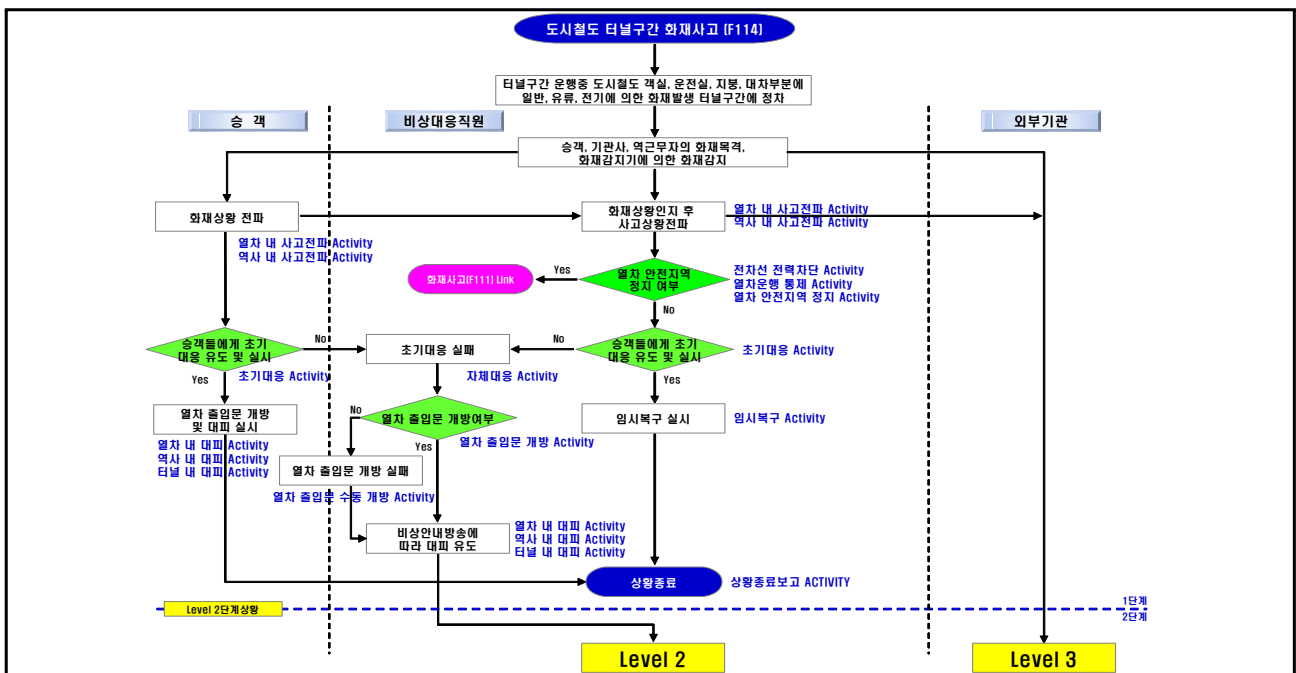 도시철도 터널구간 화재사고 (F114)
터널구간 운행중 도시철도 객실, 운전실, 지붕, 대차부분에
일반, 유류, 전기에 의한 화재발생 터널구간에 정차
승 객
비상대응직원
외부기관
승객, 기관사, 역근무자의 화재목격,
화재감지기에 의한 화재감지
화재상황 전파
열차 내 사고전파 Activity
역사 내 사고전파 Activity
화재상황인지 후
사고상황전파
열차 내 사고전파 Activity
역사 내 사고전파 Activity
화재사고(F111) Link
Yes
열차 안전지역
정지 여부
전차선 전력차단 Activity
열차운행 통제 Activity
열차 안전지역 정지 Activity
No
승객들에게 초기
대응 유도 및 실시
No
초기대응 실패
No
승객들에게 초기
대응 유도 및 실시
초기대응 Activity
Yes
초기대응 Activity
자체대응 Activity
Yes
열차 출입문 개방
및 대피 실시
열차 내 대피 Activity
역사 내 대피 Activity
터널 내 대피 Activity
No
열차 출입문 개방여부
Yes
열차 출입문 개방 Activity
임시복구 실시
임시복구 Activity
열차 출입문 개방 실패
열차 출입문 수동 개방 Activity
비상안내방송에
따라 대피 유도
열차 내 대피 Activity
역사 내 대피 Activity
터널 내 대피 Activity
상황종료
상황종료보고 ACTIVITY
Level 2단계상황
1단계
2단계
Level 2
Level 3